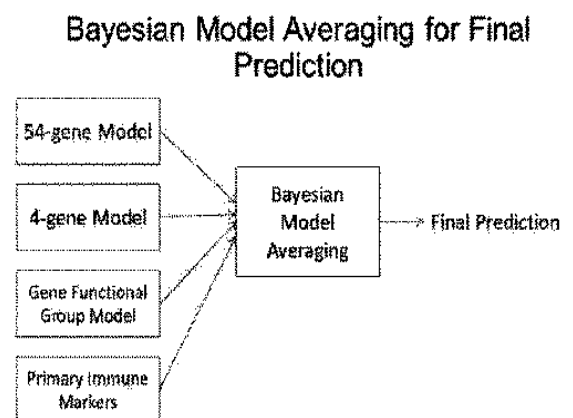 Bayesian Model Averaging for Final
Prediction
54-gene Model
4-gene Model
Gene Functional
Group Model
Primary Immune
Markers
Bayesian
Model
Averaging
Final Prediction